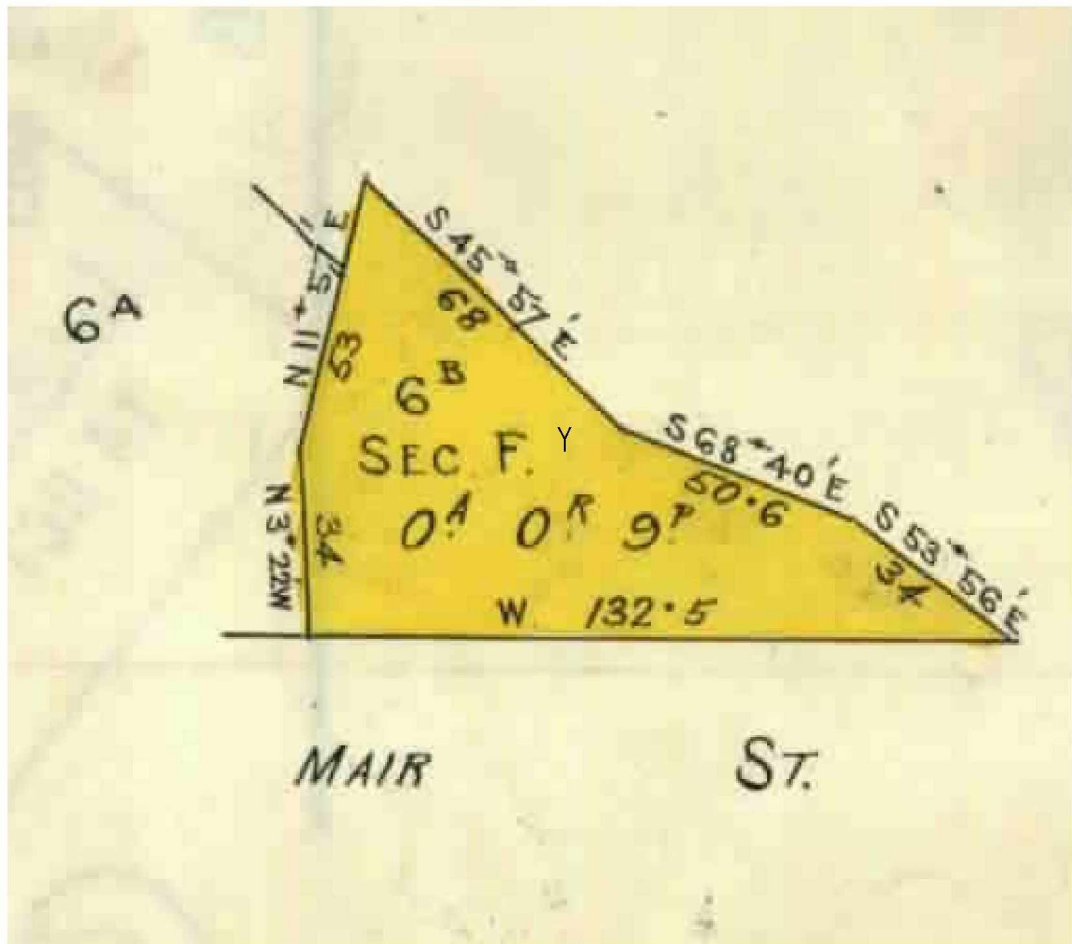 S 45° 57' E
68
N 11° 5 E
53
6A
6B
SEC. F. Y
S 68° 40' E
50·6
0A. 0R. 9P.
N 3° 22' W
34
S 53° 56' E
34
W. 132·5
MAIR ST.